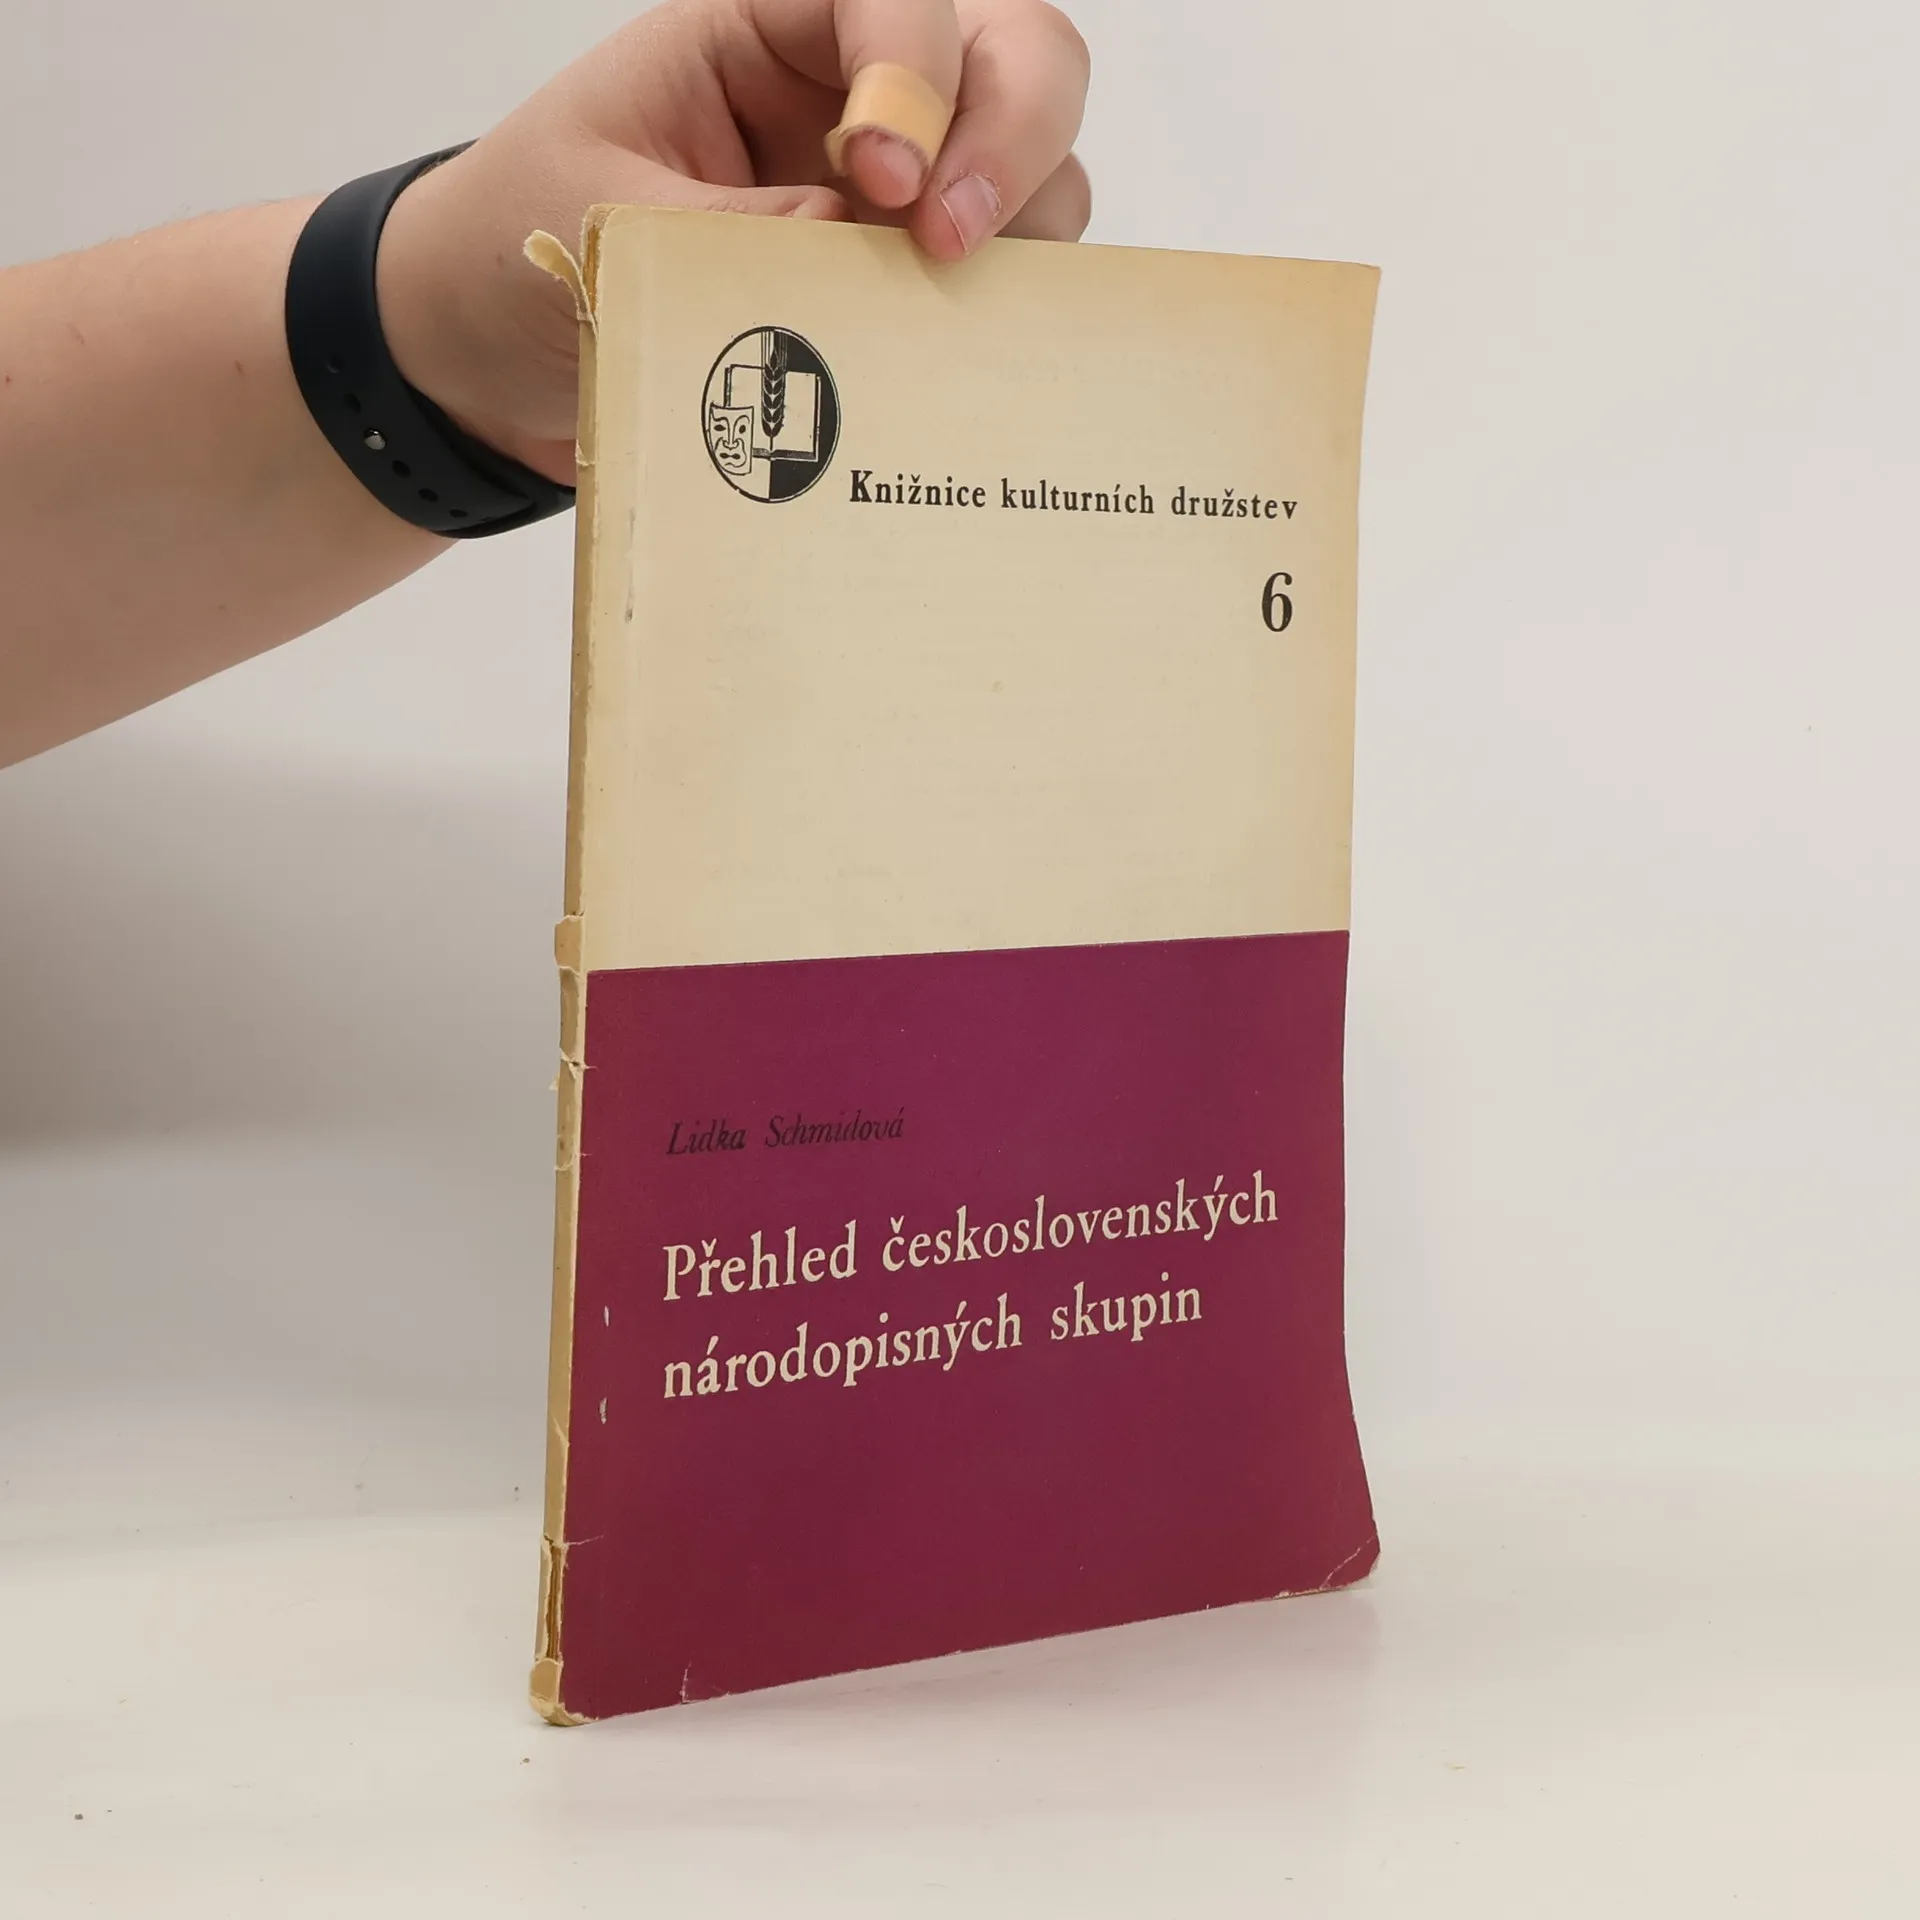 Knižnice kulturních družstev
6
Lidka Schmidová
Přehled československých
národopisných skupin